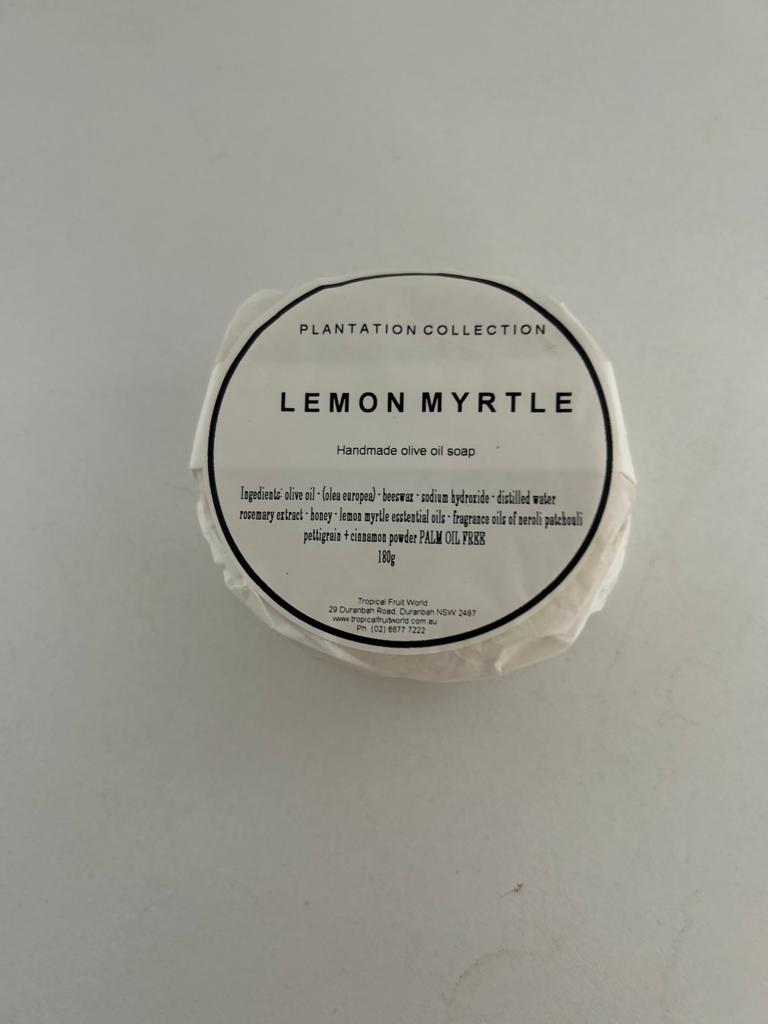 PLANTATION COLLECTION
LEMON MYRTLE
Handmade olive oil soap
Ingedients: olive oil - (olea europea) - beeswax - sodium hydroxide - distilled water
rosemary extract - honey - lemon myrtle esstential oils - fragrance oils of neroli patchouli
pettigrain + cinnamon powder PALM OIL FREE
180g
Tropical Fruit World
29 Duranbah Road, Duranbah NSW 2487
www.tropicalfruitworld.com.au
Ph. (02) 6677 7222